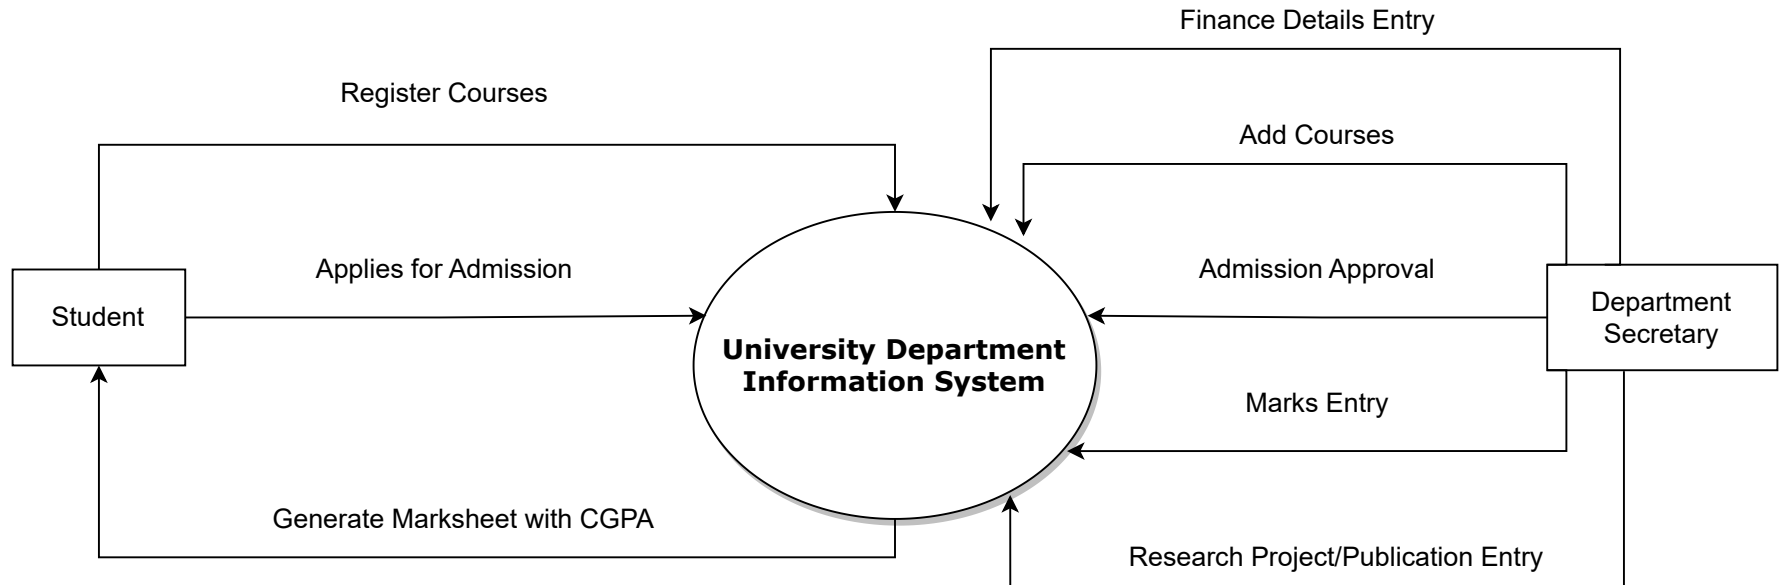 Finance Details Entry
Register Courses
Add Courses
Applies for Admission
Admission Approval
Student
Department
Secretary
University Department
Information System
Marks Entry
Generate Marksheet with CGPA
Research Project/Publication Entry